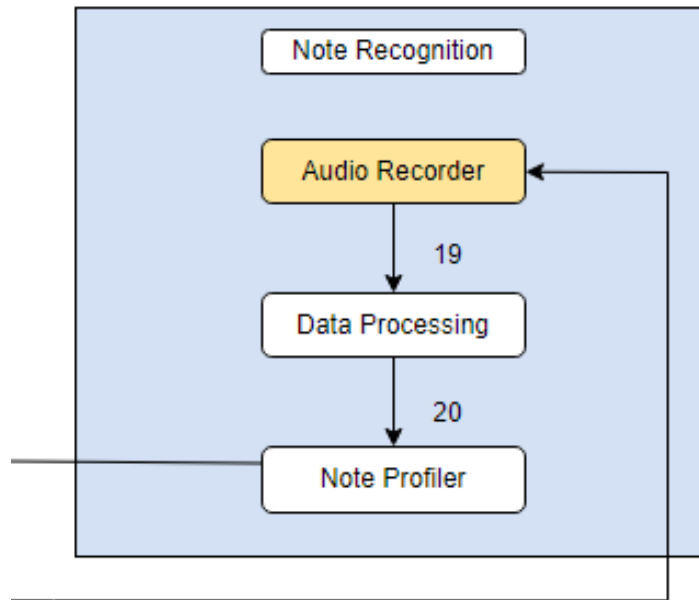 Note Recognition
Audio Recorder
19
Data Processing
20
Note Profiler